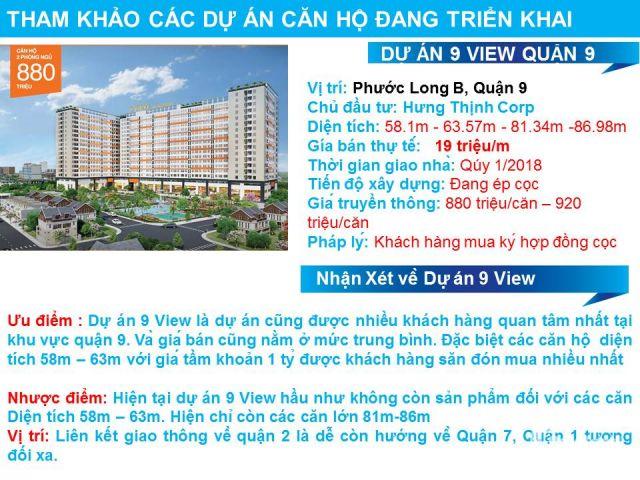 THAM KHẢO CÁC DỰ ÁN CĂN HỘ ĐANG TRIỂN KHAI
CĂN HỘ
2 PHÒNG NGỦ
880
TRIỆU
DỰ ÁN 9 VIEW QUẬN 9
Vị trí: Phước Long B, Quận 9
Chủ đầu tư: Hưng Thịnh Corp
Diện tích: 58.1m - 63.57m - 81.34m -86.98m
Gía bán thự tế: 19 triệu/m
Thời gian giao nhà: Qúy 1/2018
Tiến độ xây dựng: Đang ép cọc
Giá truyền thông: 880 triệu/căn – 920
triệu/căn
Pháp lý: Khách hàng mua ký hợp đồng cọc
Nhận Xét về Dự án 9 View
Ưu điểm : Dự án 9 View là dự án cũng được nhiều khách hàng quan tâm nhất tại
khu vực quận 9. Và giá bán cũng nằm ở mức trung bình. Đặc biệt các căn hộ diện
tích 58m – 63m với giá tầm khoản 1 tỷ được khách hàng săn đón mua nhiều nhất
Nhược điểm: Hiện tại dự án 9 View hầu như không còn sản phẩm đối với các căn
Diện tích 58m – 63m. Hiện chỉ còn các căn lớn 81m-86m
Vị trí: Liên kết giao thông về quận 2 là dễ còn hướng về Quận 7, Quận 1 tương
đối xa.